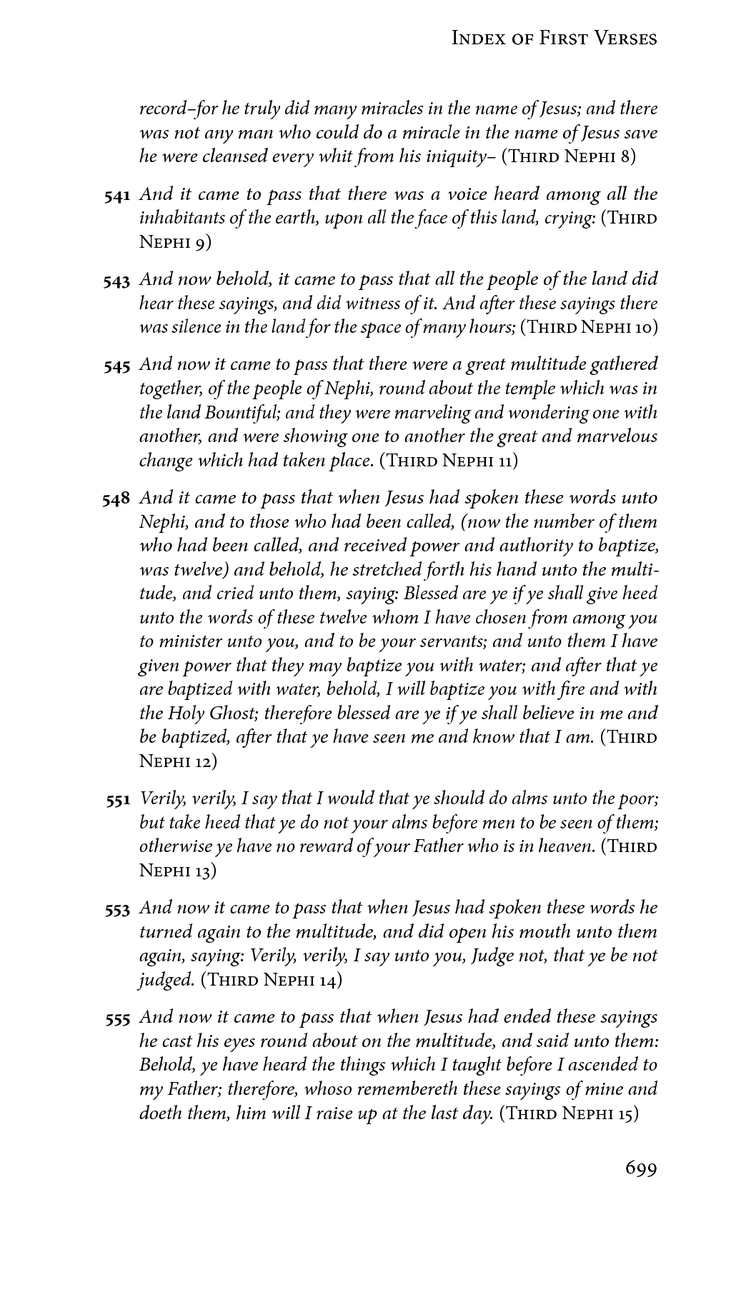 Index of First Verses
record–for he truly did many miracles in the name of Jesus; and there
was not any man who could do a miracle in the name of Jesus save
he were cleansed every whit from his iniquity– (Third Nephi 8)
541 And it came to pass that there was a voice heard among all the
inhabitants of the earth, upon all the face of this land, crying: (Third
Nephi 9)
543 And now behold, it came to pass that all the people of the land did
hear these sayings, and did witness of it. And after these sayings there
was silence in the land for the space of many hours; (Third Nephi 10)
545 And now it came to pass that there were a great multitude gathered
together, of the people of Nephi, round about the temple which was in
the land Bountiful; and they were marveling and wondering one with
another, and were showing one to another the great and marvelous
change which had taken place. (Third Nephi 11)
548 And it came to pass that when Jesus had spoken these words unto
Nephi, and to those who had been called, (now the number of them
who had been called, and received power and authority to baptize,
was twelve) and behold, he stretched forth his hand unto the multi-
tude, and cried unto them, saying: Blessed are ye if ye shall give heed
unto the words of these twelve whom I have chosen from among you
to minister unto you, and to be your servants; and unto them I have
given power that they may baptize you with water; and after that ye
are baptized with water, behold, I will baptize you with fire and with
the Holy Ghost; therefore blessed are ye if ye shall believe in me and
be baptized, after that ye have seen me and know that I am. (Third
Nephi 12)
551 Verily, verily, I say that I would that ye should do alms unto the poor;
but take heed that ye do not your alms before men to be seen of them;
otherwise ye have no reward of your Father who is in heaven. (Third
Nephi 13)
553 And now it came to pass that when Jesus had spoken these words he
turned again to the multitude, and did open his mouth unto them
again, saying: Verily, verily, I say unto you, Judge not, that ye be not
judged. (Third Nephi 14)
555 And now it came to pass that when Jesus had ended these sayings
he cast his eyes round about on the multitude, and said unto them:
Behold, ye have heard the things which I taught before I ascended to
my Father; therefore, whoso remembereth these sayings of mine and
doeth them, him will I raise up at the last day. (Third Nephi 15)
699